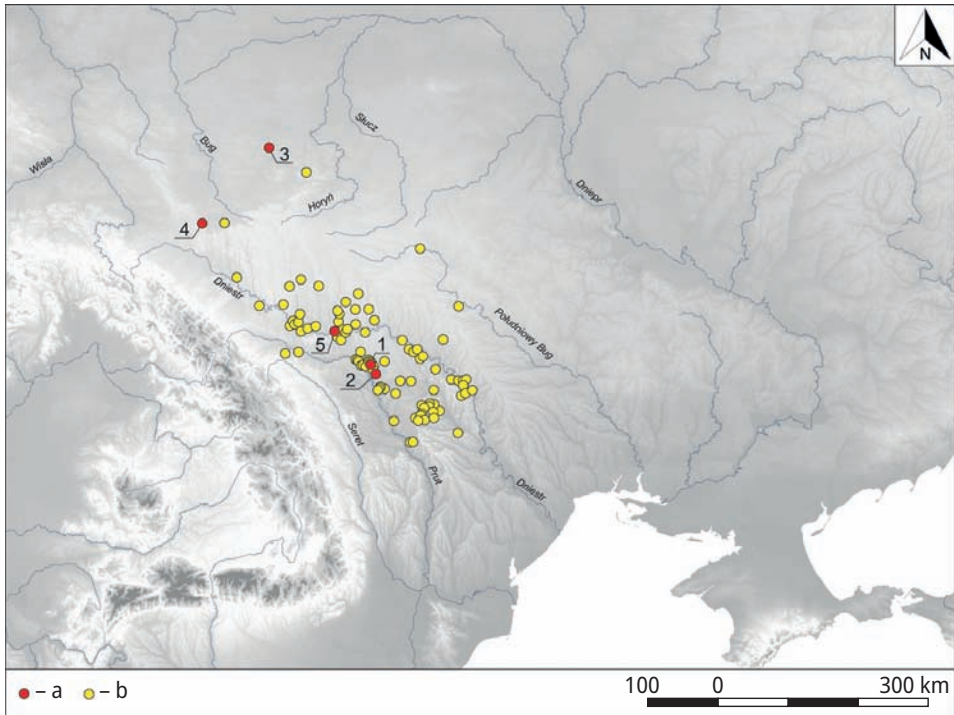 N
Wisła
Bug
Słucz
3
Horyń
Dniepr
4
Dniestr
Południowy Bug
5
1
2
Seret
Prut
Dniestr
– a – b
100 0 300 km